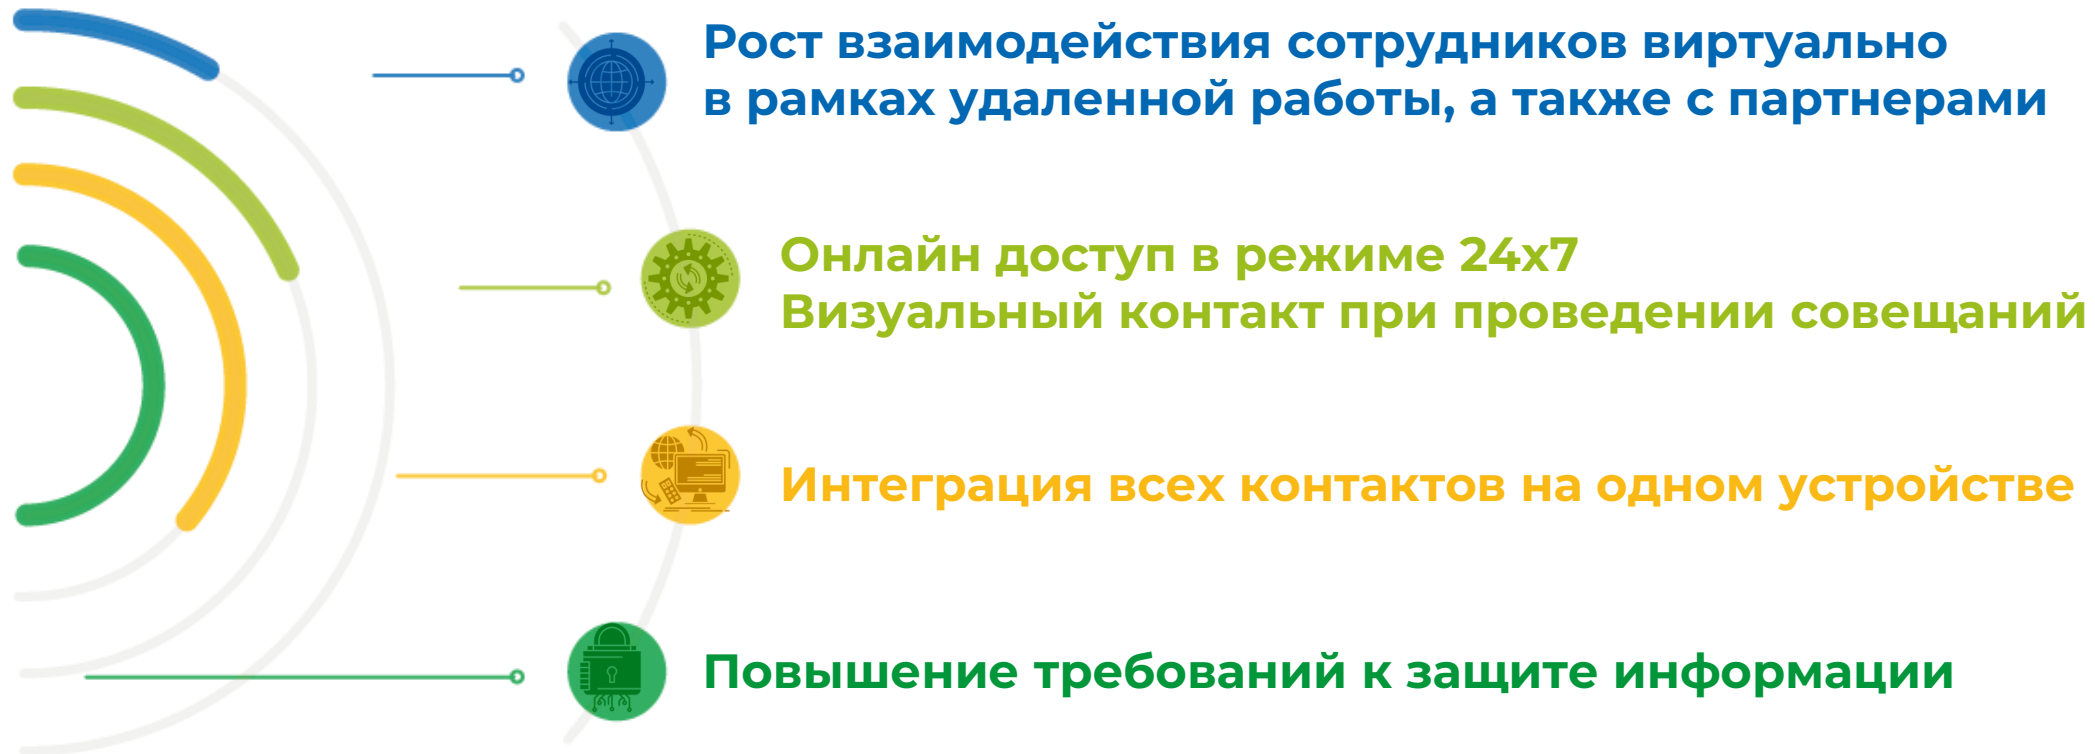 Рост взаимодействия сотрудников виртуально
в рамках удаленной работы, а также с партнерами
Онлайн доступ в режиме 24x7
Визуальный контакт при проведении совещаний
Интеграция всех контактов на одном устройстве
Повышение требований к защите информации